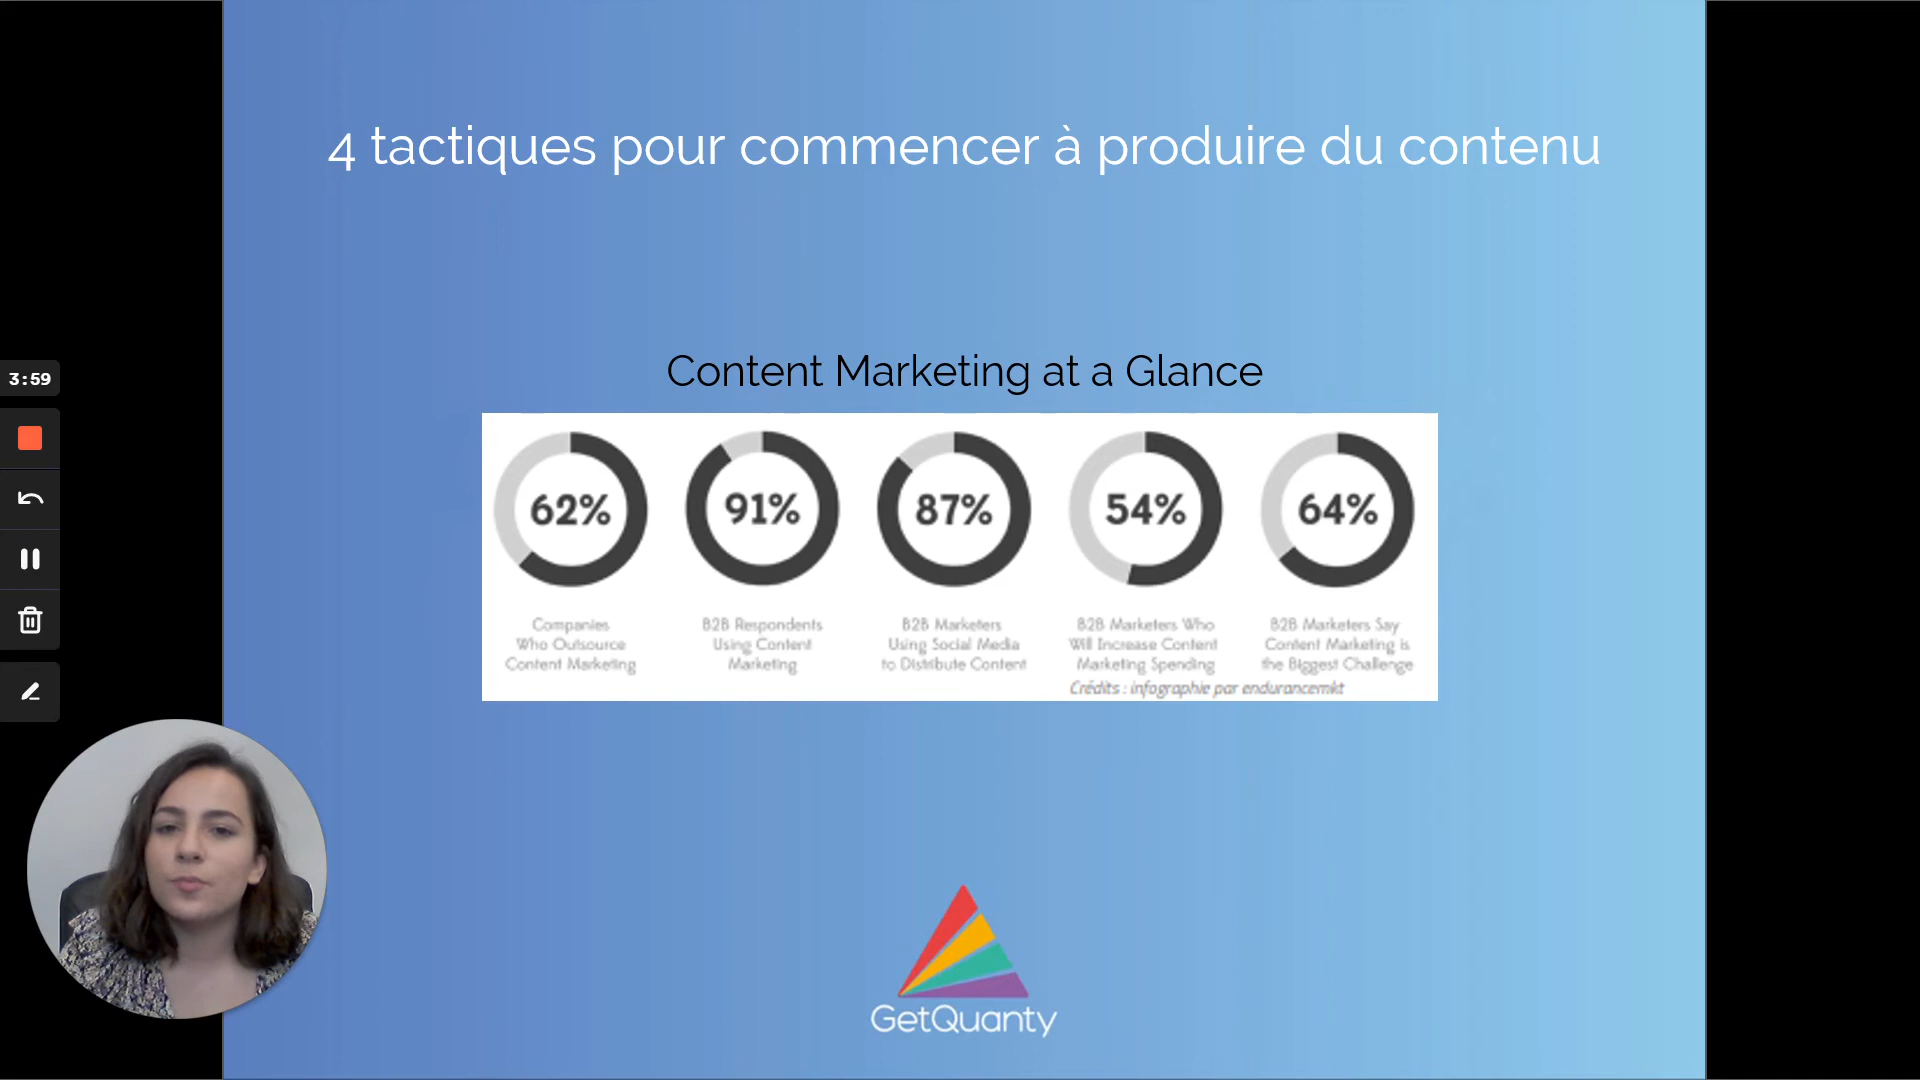 4 tactiques pour commencer à produire du contenu
Content Marketing at a Glance
3:59
62%
91%
87%
54%
64%
Companies
Who Outsource
Content Marketing
B2B Respondents
Using Content
Marketing
B2B Marketers
Using Social Media
to Distribute Content
B2B Marketers Who
Will Increase Content
Marketing Spending
B2B Marketers Say
Content Marketing is
the Biggest Challenge
Crédits : infographie par endurancemkt
GetQuanty